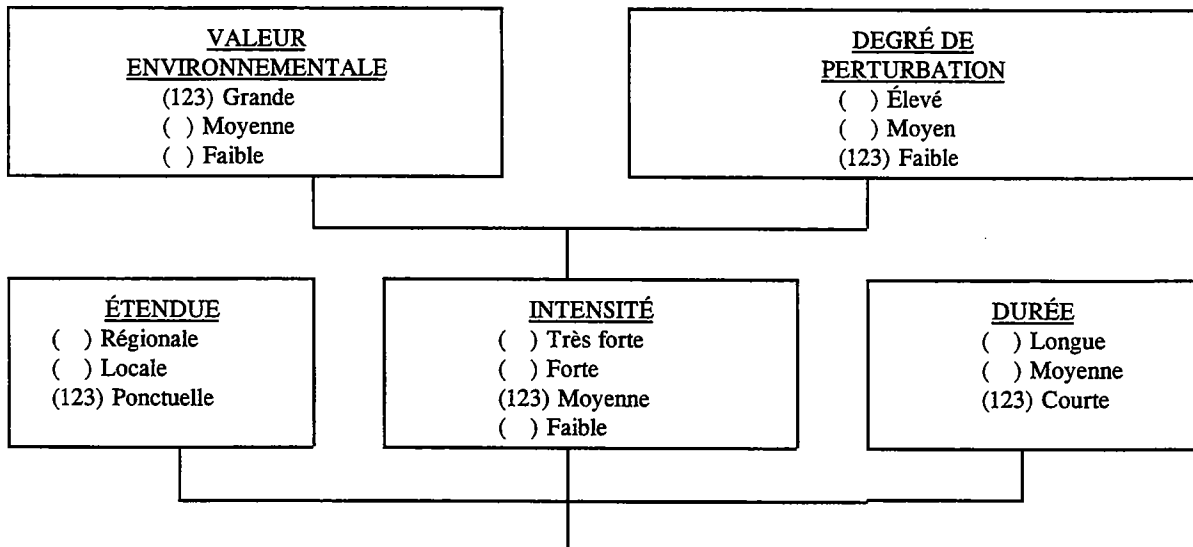 VALEUR
ENVIRONNEMENTALE
(123) Grande
(   ) Moyenne
(   ) Faible
DEGRÉ DE
PERTURBATION
(   ) Élevé
(   ) Moyen
(123) Faible
ÉTENDUE
(   ) Régionale
(   ) Locale
(123) Ponctuelle
INTENSITÉ
(   ) Très forte
(   ) Forte
(123) Moyenne
(   ) Faible
DURÉE
(   ) Longue
(   ) Moyenne
(123) Courte